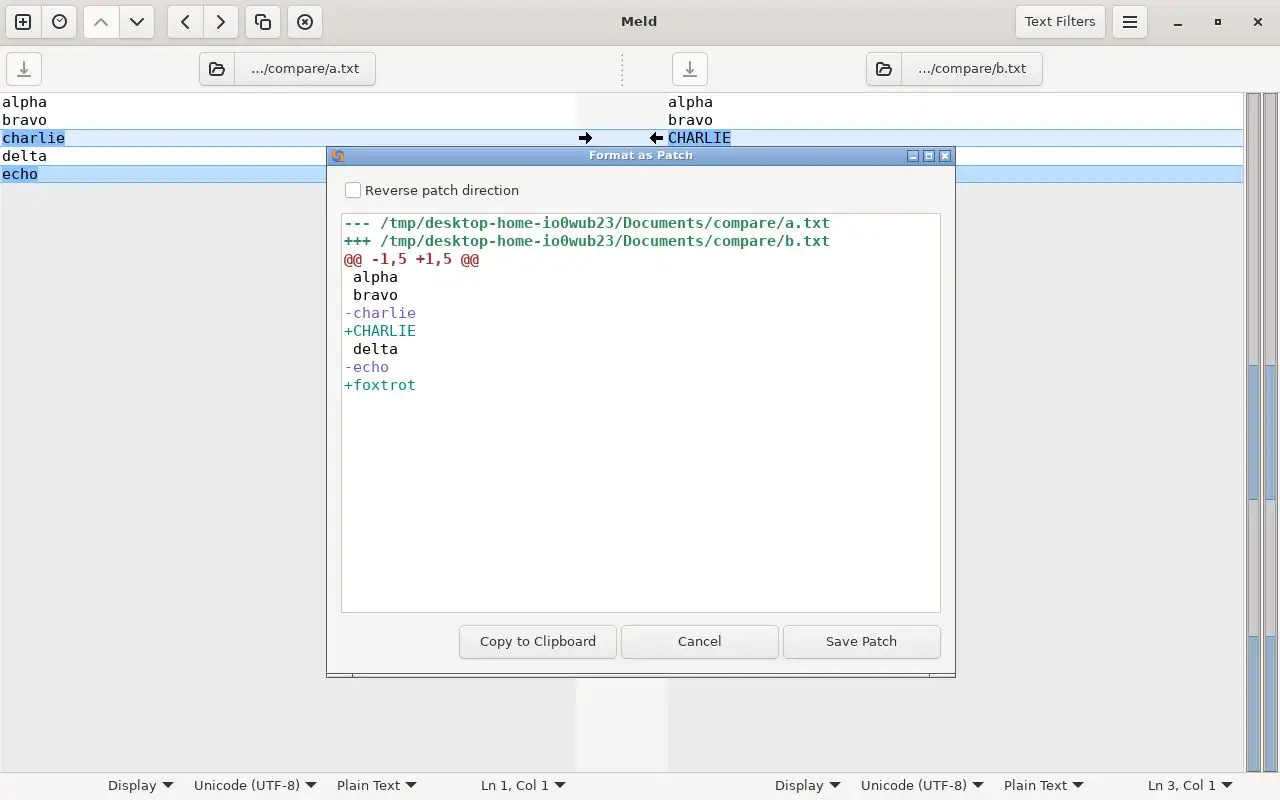 Meld
Text Filters
.../compare/a.txt
.../compare/b.txt
alpha
bravo
charlie
delta
echo
alpha
bravo
CHARLIE
Format as Patch
Reverse patch direction
--- /tmp/desktop-home-io0wub23/Documents/compare/a.txt
+++ /tmp/desktop-home-io0wub23/Documents/compare/b.txt
@@ -1,5 +1,5 @@
 alpha
 bravo
-charlie
+CHARLIE
 delta
-echo
+foxtrot
Copy to Clipboard
Cancel
Save Patch
Display
Unicode (UTF-8)
Plain Text
Ln 1, Col 1
Display
Unicode (UTF-8)
Plain Text
Ln 3, Col 1